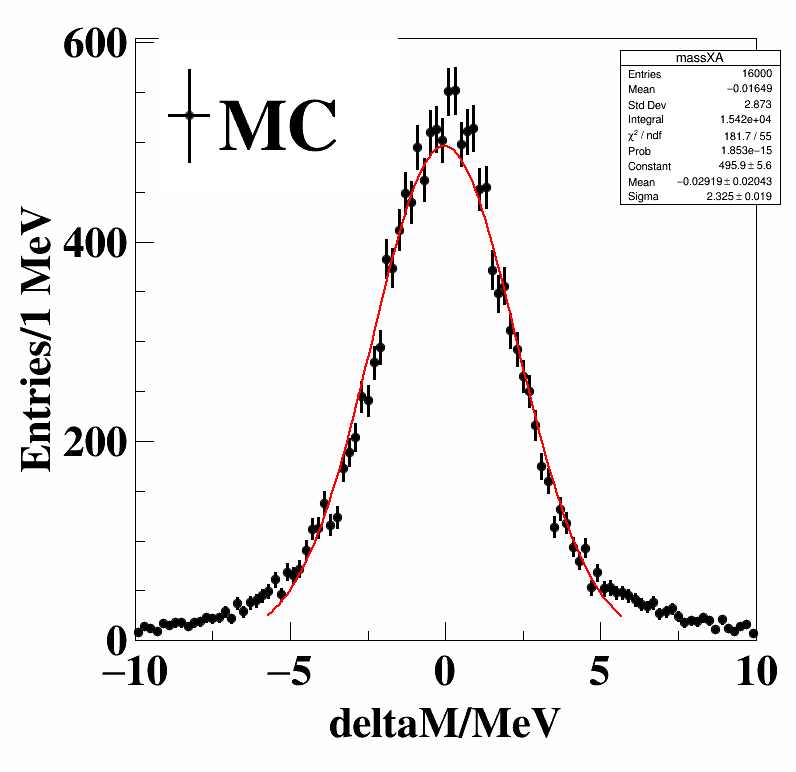 600
400
200
0
Entries/1 MeV
MC
massXA
Entries 16000
Mean −0.01649
Std Dev 2.873
Integral 1.542e+04
χ² / ndf 181.7 / 55
Prob 1.853e−15
Constant 495.9 ± 5.6
Mean −0.02919 ± 0.02043
Sigma 2.325 ± 0.019
−10 −5 0 5 10
deltaM/MeV